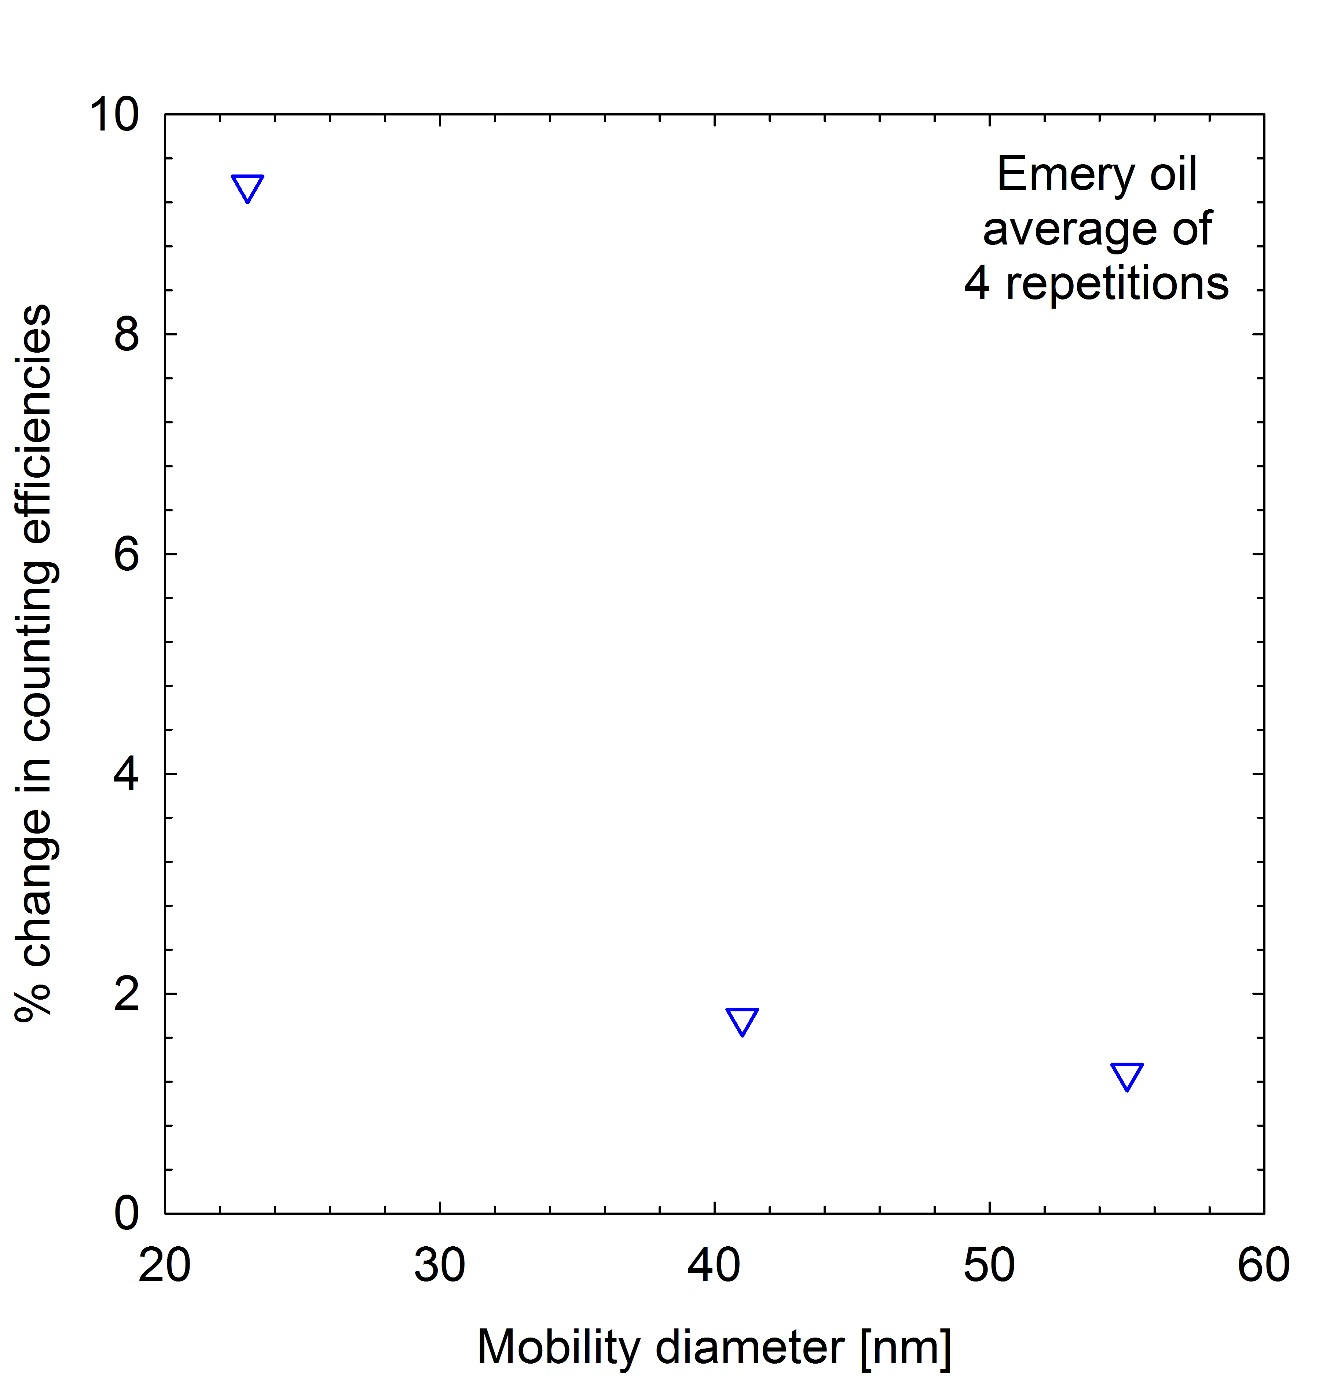 10
Emery oil
average of
4 repetitions
8
6
4
2
0
% change in counting efficiencies
20 30 40 50 60
Mobility diameter [nm]